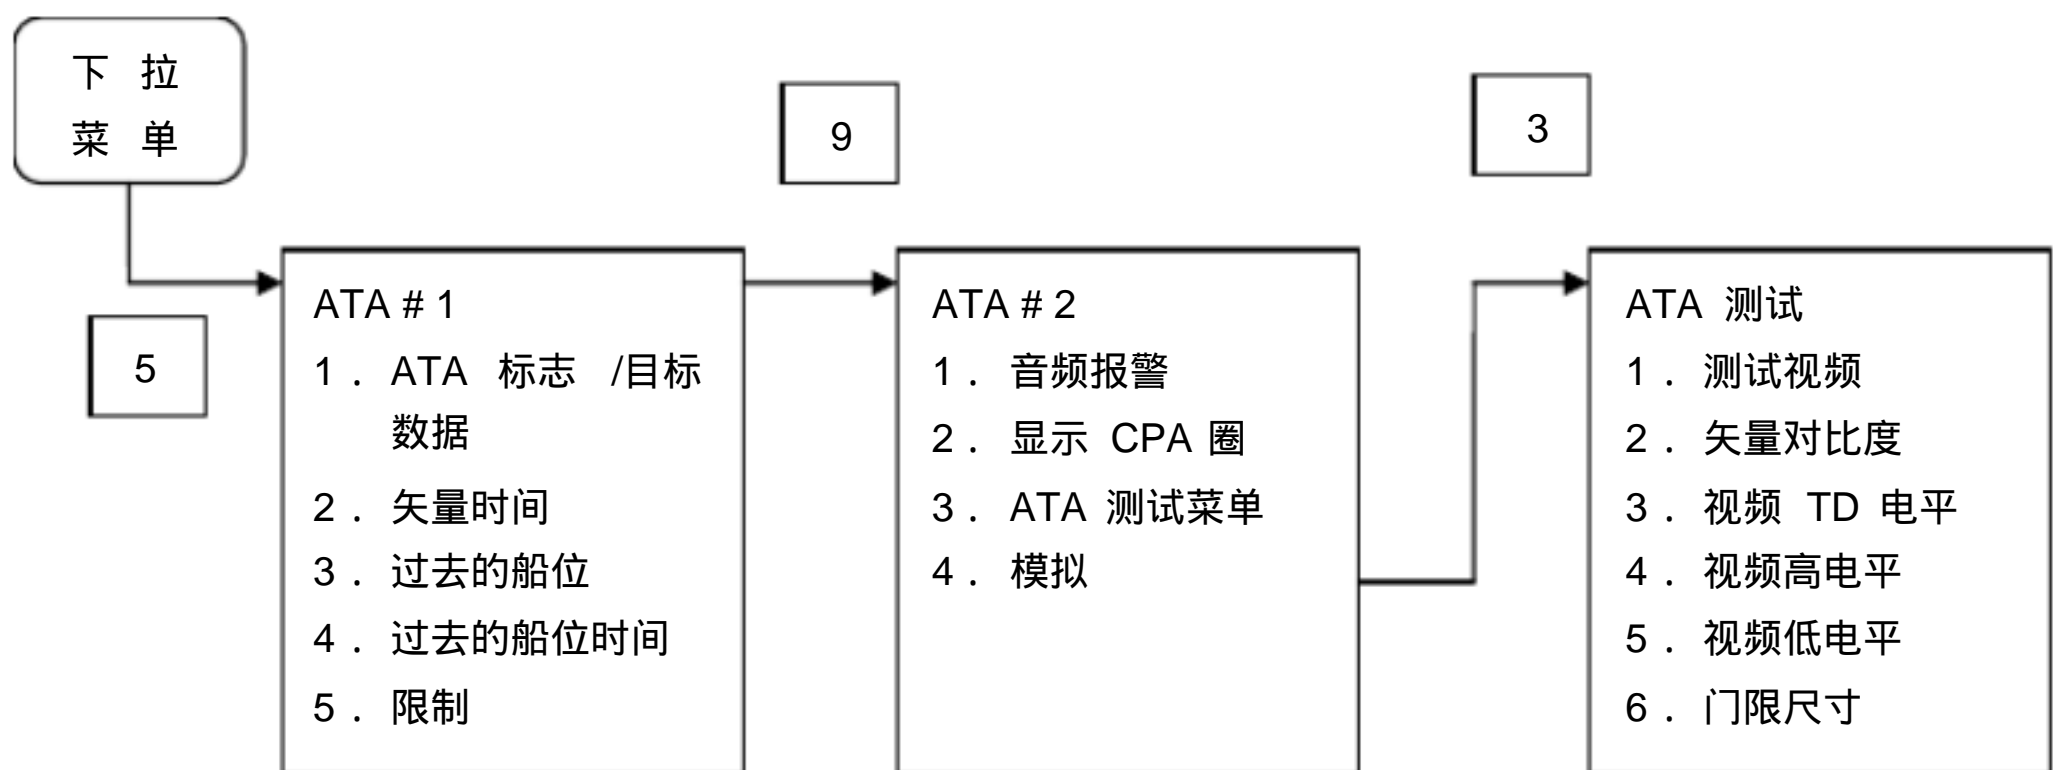 下 拉
菜 单
5
ATA # 1
1． ATA 标志 /目标
数据
2． 矢量时间
3． 过去的船位
4． 过去的船位时间
5． 限制
9
ATA # 2
1． 音频报警
2． 显示 CPA 圈
3． ATA 测试菜单
4． 模拟
3
ATA 测试
1． 测试视频
2． 矢量对比度
3． 视频 TD 电平
4． 视频高电平
5． 视频低电平
6． 门限尺寸